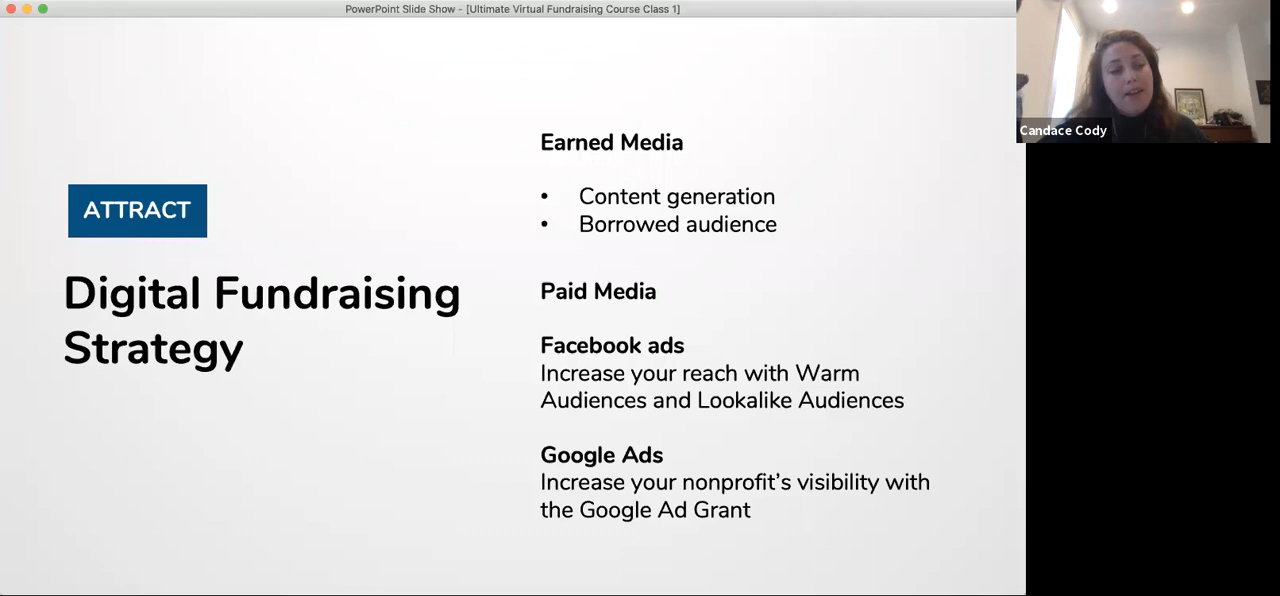 PowerPoint Slide Show - [Ultimate Virtual Fundraising Course Class 1]
Candace Cody
ATTRACT
Digital Fundraising
Strategy
Earned Media
• Content generation
• Borrowed audience
Paid Media
Facebook ads
Increase your reach with Warm
Audiences and Lookalike Audiences
Google Ads
Increase your nonprofit’s visibility with
the Google Ad Grant